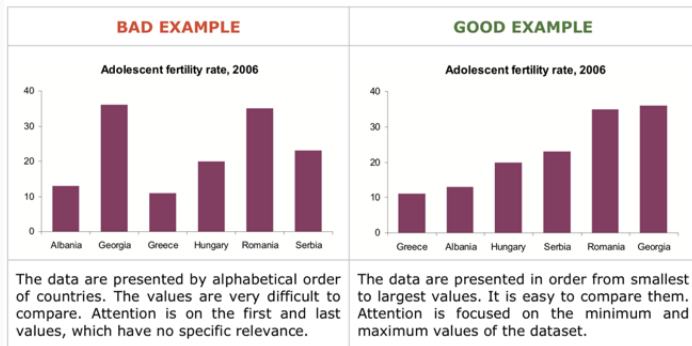 BAD EXAMPLE
Adolescent fertility rate, 2006
40
30
20
10
0
Albania Georgia Greece Hungary Romania Serbia
The data are presented by alphabetical order
of countries. The values are very difficult to
compare. Attention is on the first and last
values, which have no specific relevance.
GOOD EXAMPLE
Adolescent fertility rate, 2006
40
30
20
10
0
Greece Albania Hungary Serbia Romania Georgia
The data are presented in order from smallest
to largest values. It is easy to compare them.
Attention is focused on the minimum and
maximum values of the dataset.